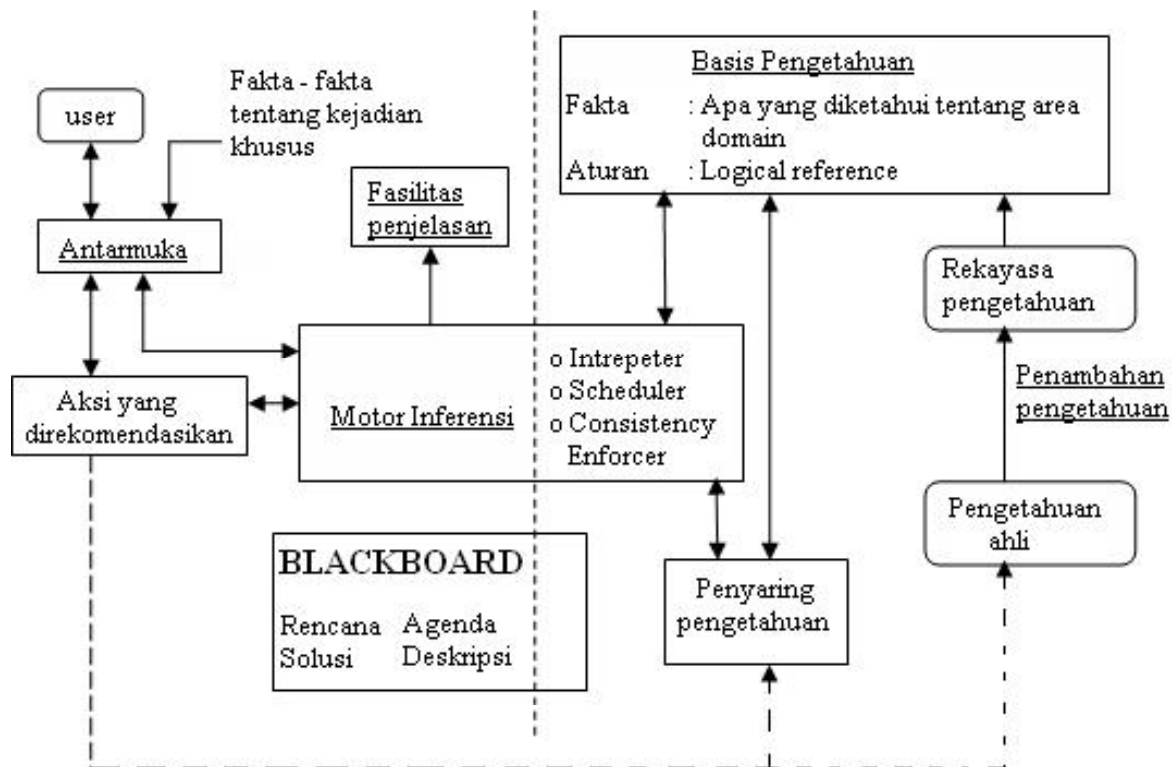 user
Fakta - fakta
tentang kejadian
khusus
Antarmuka
Fasilitas
penjelasan
Aksi yang
direkomendasikan
Motor Inferensi
o Intrepeter
o Scheduler
o Consistency
Enforcer
BLACKBOARD
Rencana Agenda
Solusi Deskripsi
Basis Pengetahuan
Fakta : Apa yang diketahui tentang area
domain
Aturan : Logical reference
Rekayasa
pengetahuan
Penambahan
pengetahuan
Pengetahuan
ahli
Penyaring
pengetahuan